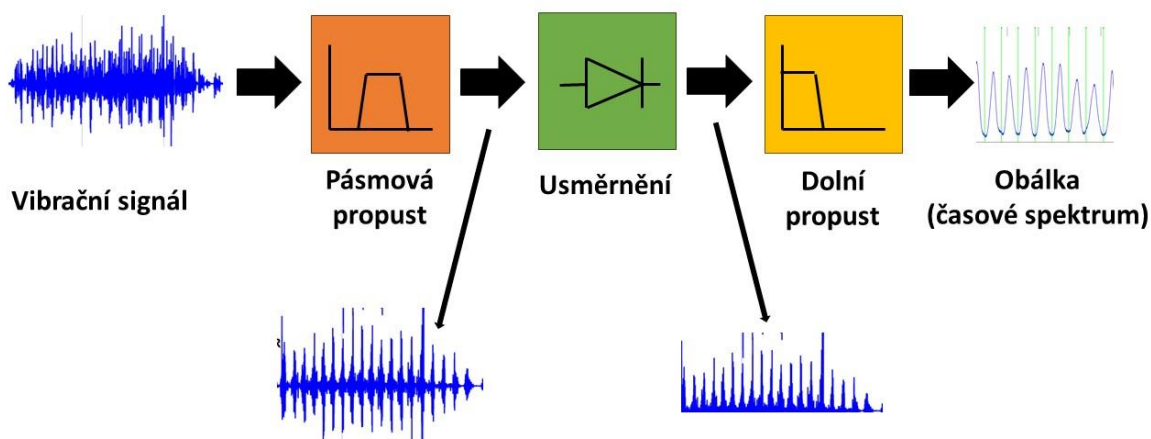 Vibrační signál
Pásmová
propust
Usměrnění
Dolní
propust
Obálka
(časové spektrum)